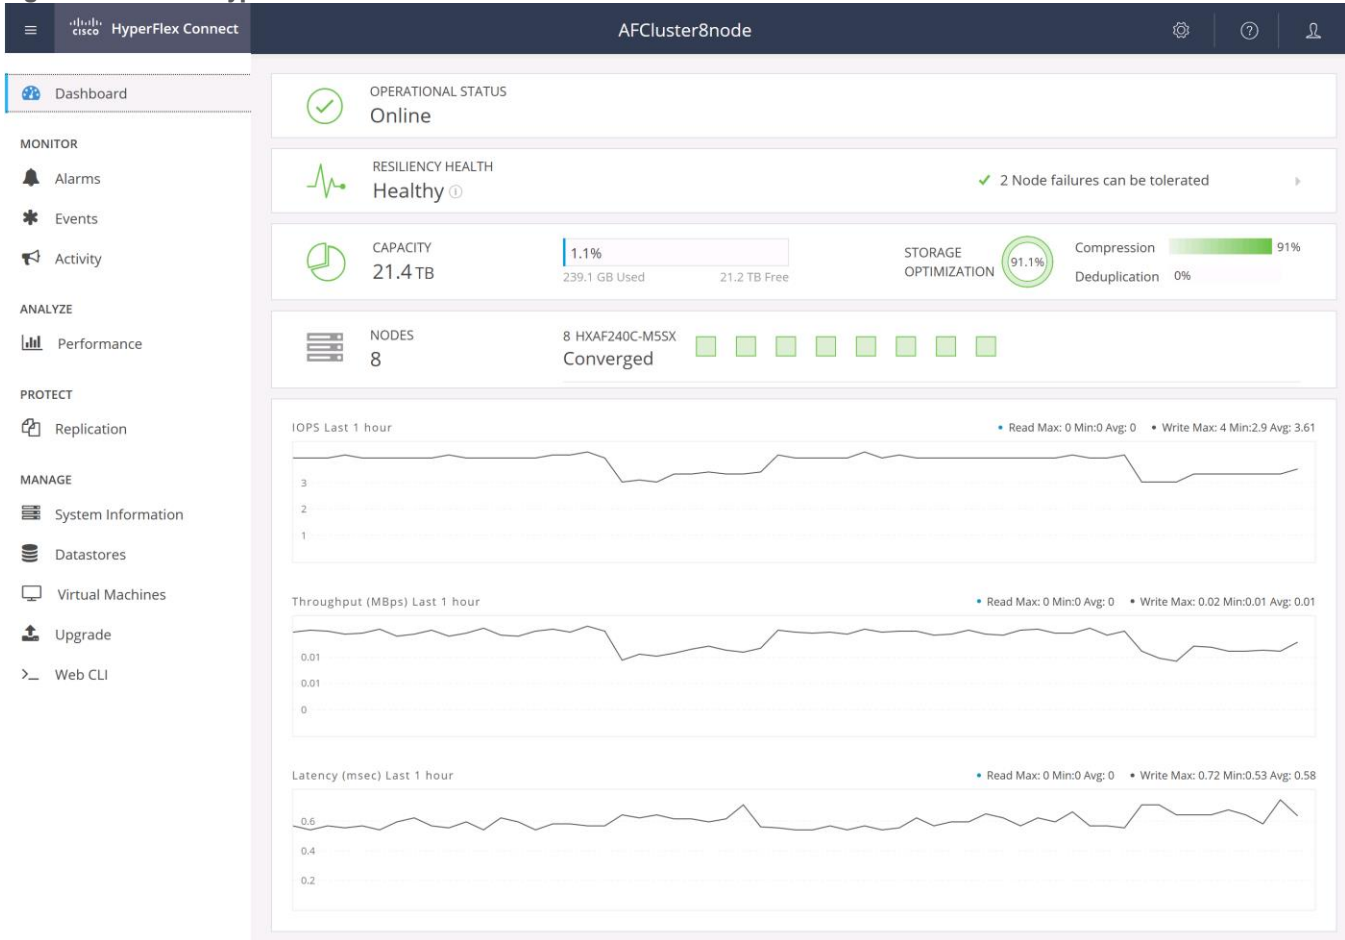 ≡ cisco HyperFlex Connect AFCluster8node
Dashboard
MONITOR
Alarms
Events
Activity
ANALYZE
Performance
PROTECT
Replication
MANAGE
System Information
Datastores
Virtual Machines
Upgrade
>_ Web CLI
OPERATIONAL STATUS
Online
RESILIENCY HEALTH
Healthy
2 Node failures can be tolerated
CAPACITY
21.4 TB
1.1%
239.1 GB Used 21.2 TB Free
STORAGE
OPTIMIZATION
91.1%
Compression 91%
Deduplication 0%
NODES
8
8 HXAF240C-M5SX
Converged
IOPS Last 1 hour • Read Max: 0 Min:0 Avg: 0 • Write Max: 4 Min:2.9 Avg: 3.61
3
2
1
Throughput (MBps) Last 1 hour • Read Max: 0 Min:0 Avg: 0 • Write Max: 0.02 Min:0.01 Avg: 0.01
0.01
0.01
0
Latency (msec) Last 1 hour • Read Max: 0 Min:0 Avg: 0 • Write Max: 0.72 Min:0.53 Avg: 0.58
0.6
0.4
0.2